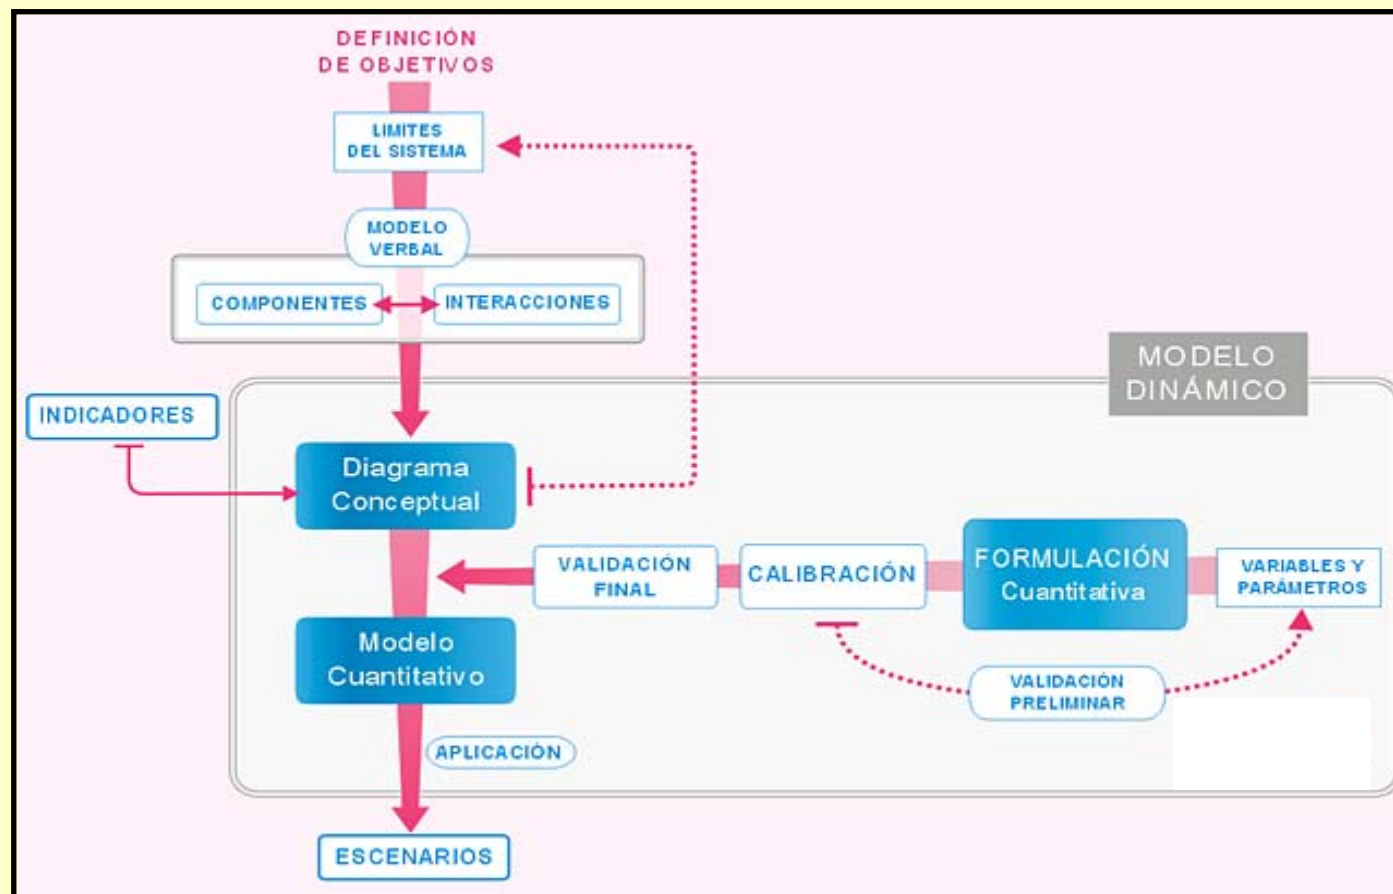 DEFINICIÓN
DE OBJETIVOS
LIMITES
DEL SISTEMA
MODELO
VERBAL
COMPONENTES
INTERACCIONES
MODELO
DINÁMICO
INDICADORES
Diagrama
Conceptual
VALIDACIÓN
FINAL
CALIBRACIÓN
FORMULACIÓN
Cuantitativa
VARIABLES Y
PARÁMETROS
Modelo
Cuantitativo
VALIDACIÓN
PRELIMINAR
APLICACIÓN
ESCENARIOS